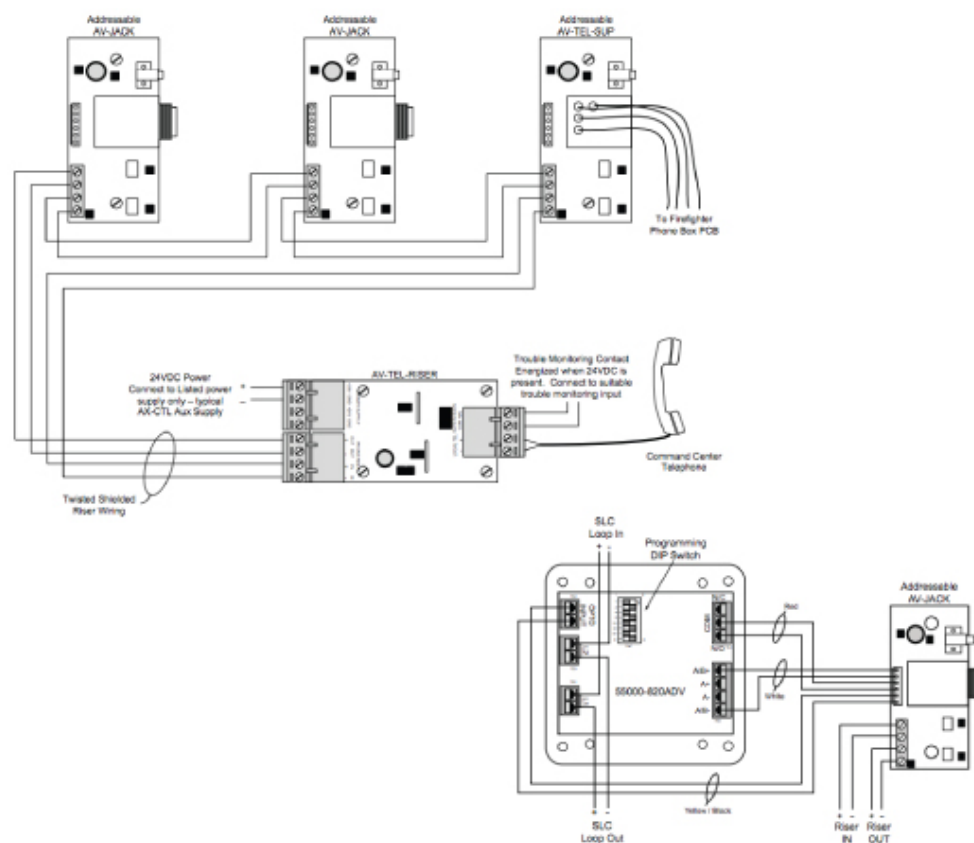 Addressable
AV-JACK
Addressable
AV-JACK
Addressable
AV-TEL-SUP
To Firefighter
Phone Box PCB
24VDC Power
Connect to Listed power
supply only – typical
AX-CTL Aux Supply
+
–
AV-TEL-RISER
Trouble Monitoring Contact
Energized when 24VDC is
present. Connect to suitable
trouble monitoring input
Command Center
Telephone
Twisted Shielded
Riser Wiring
SLC
Loop In
+ -
Programming
DIP Switch
Addressable
AV-JACK
OPTO
INPUT
COM
N/O
Red
A/B+
A+
A-
A/B-
S5000-820ADV
White
Yellow / Black
+ -
SLC
Loop Out
+ - + -
Riser
IN
Riser
OUT